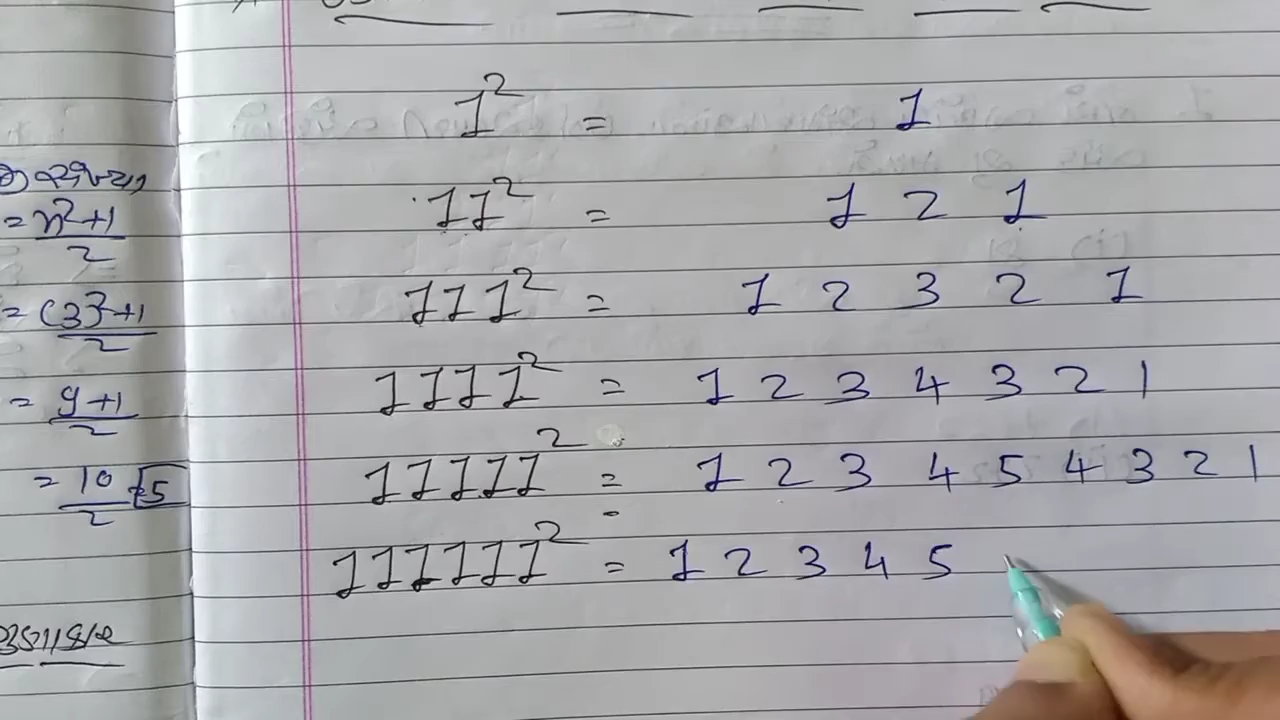 1² = 1
11² = 1 2 1
111² = 1 2 3 2 1
1111² = 1 2 3 4 3 2 1
11111² = 1 2 3 4 5 4 3 2 1
111111² = 1 2 3 4 5
= n²+1/2
= (3)²+1/2
= 9+1/2
= 10/2 = 5